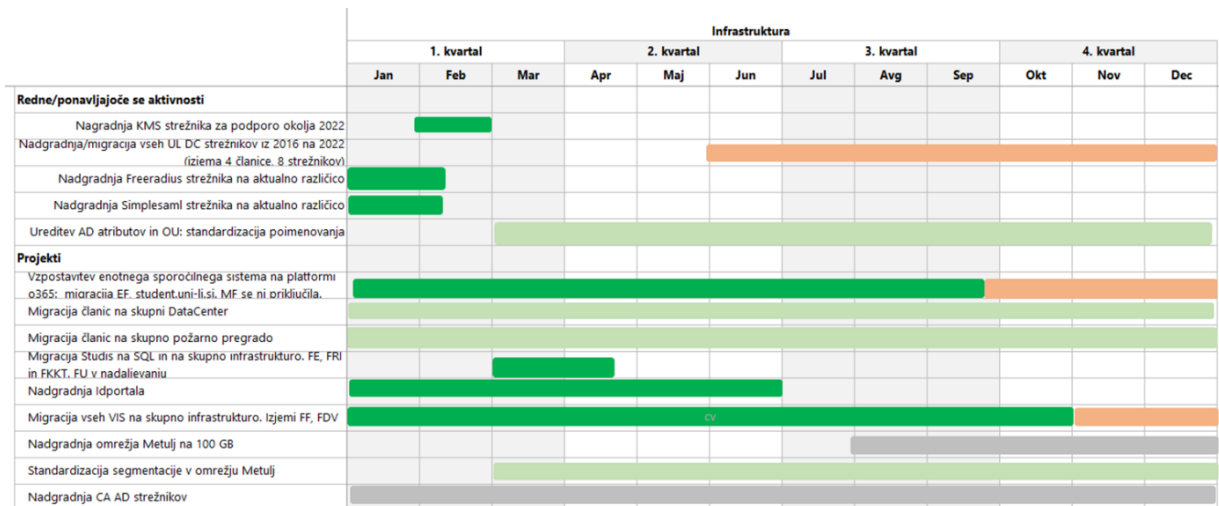 Infrastruktura
1. kvartal 2. kvartal 3. kvartal 4. kvartal
Jan Feb Mar Apr Maj Jun Jul Avg Sep Okt Nov Dec
Redne/ponavljajoče se aktivnosti
Nagradnja KMS strežnika za podporo okolja 2022
Nadgradnja/migracija vseh UL DC strežnikov iz 2016 na 2022
(izjema 4 članice, 8 strežnikov)
Nadgradnja Freeradius strežnika na aktualno različico
Nadgradnja Simplesaml strežnika na aktualno različico
Ureditev AD atributov in OU: standardizacija poimenovanja
Projekti
Vzpostavitev enotnega sporočilnega sistema na platformi
o365: migracija EF, student.uni-lj.si, MF se ni priključila.
Migracija članic na skupni DataCenter
Migracija članic na skupno požarno pregrado
Migracija Studis na SQL in na skupno infrastrukturo. FE, FRI
in FKKT. FU v nadaljevanju
Nadgradnja Idportala
Migracija vseh VIS na skupno infrastrukturo. Izjemi FF, FDV
CV
Nadgradnja omrežja Metulj na 100 GB
Standardizacija segmentacije v omrežju Metulj
Nadgradnja CA AD strežnikov